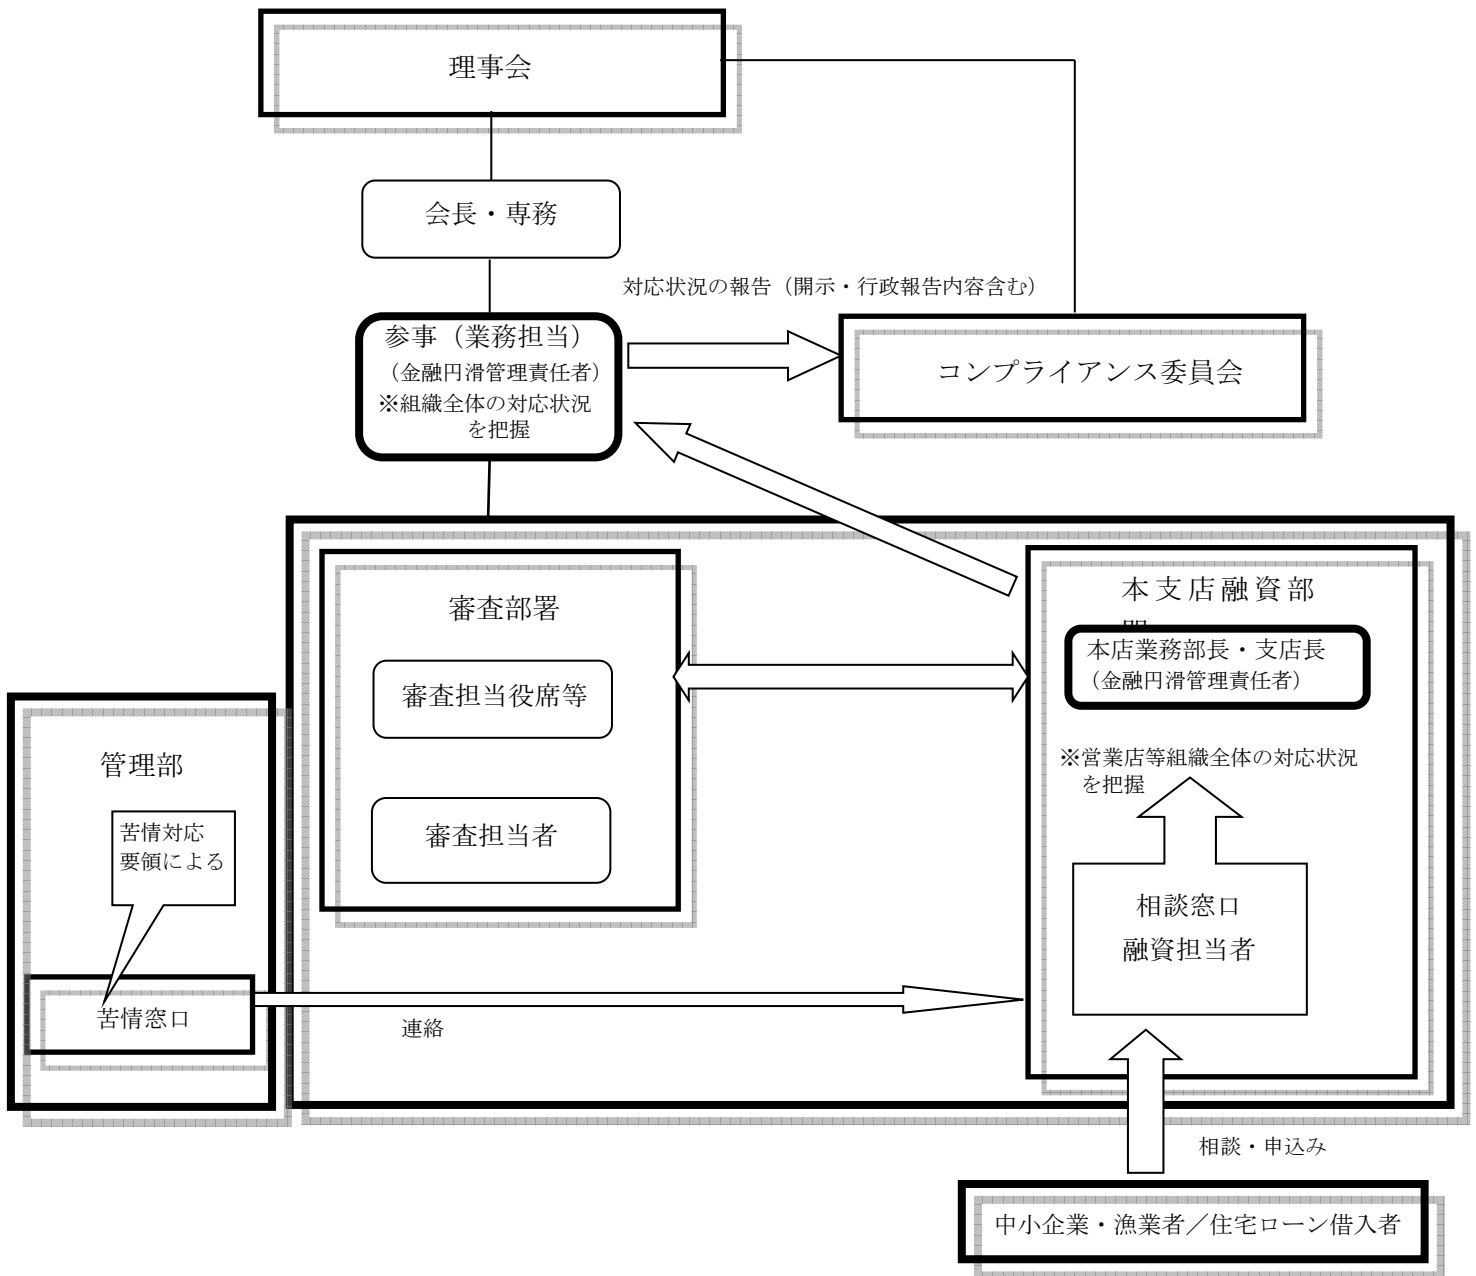 理事会
会長・専務
対応状況の報告（開示・行政報告内容含む）
参事（業務担当）
（金融円滑管理責任者）
※組織全体の対応状況
を把握
コンプライアンス委員会
審査部署
審査担当役席等
審査担当者
本支店融資部
本店業務部長・支店長
（金融円滑管理責任者）
※営業店等組織全体の対応状況
を把握
相談窓口
融資担当者
管理部
苦情対応
要領による
苦情窓口
連絡
相談・申込み
中小企業・漁業者／住宅ローン借入者